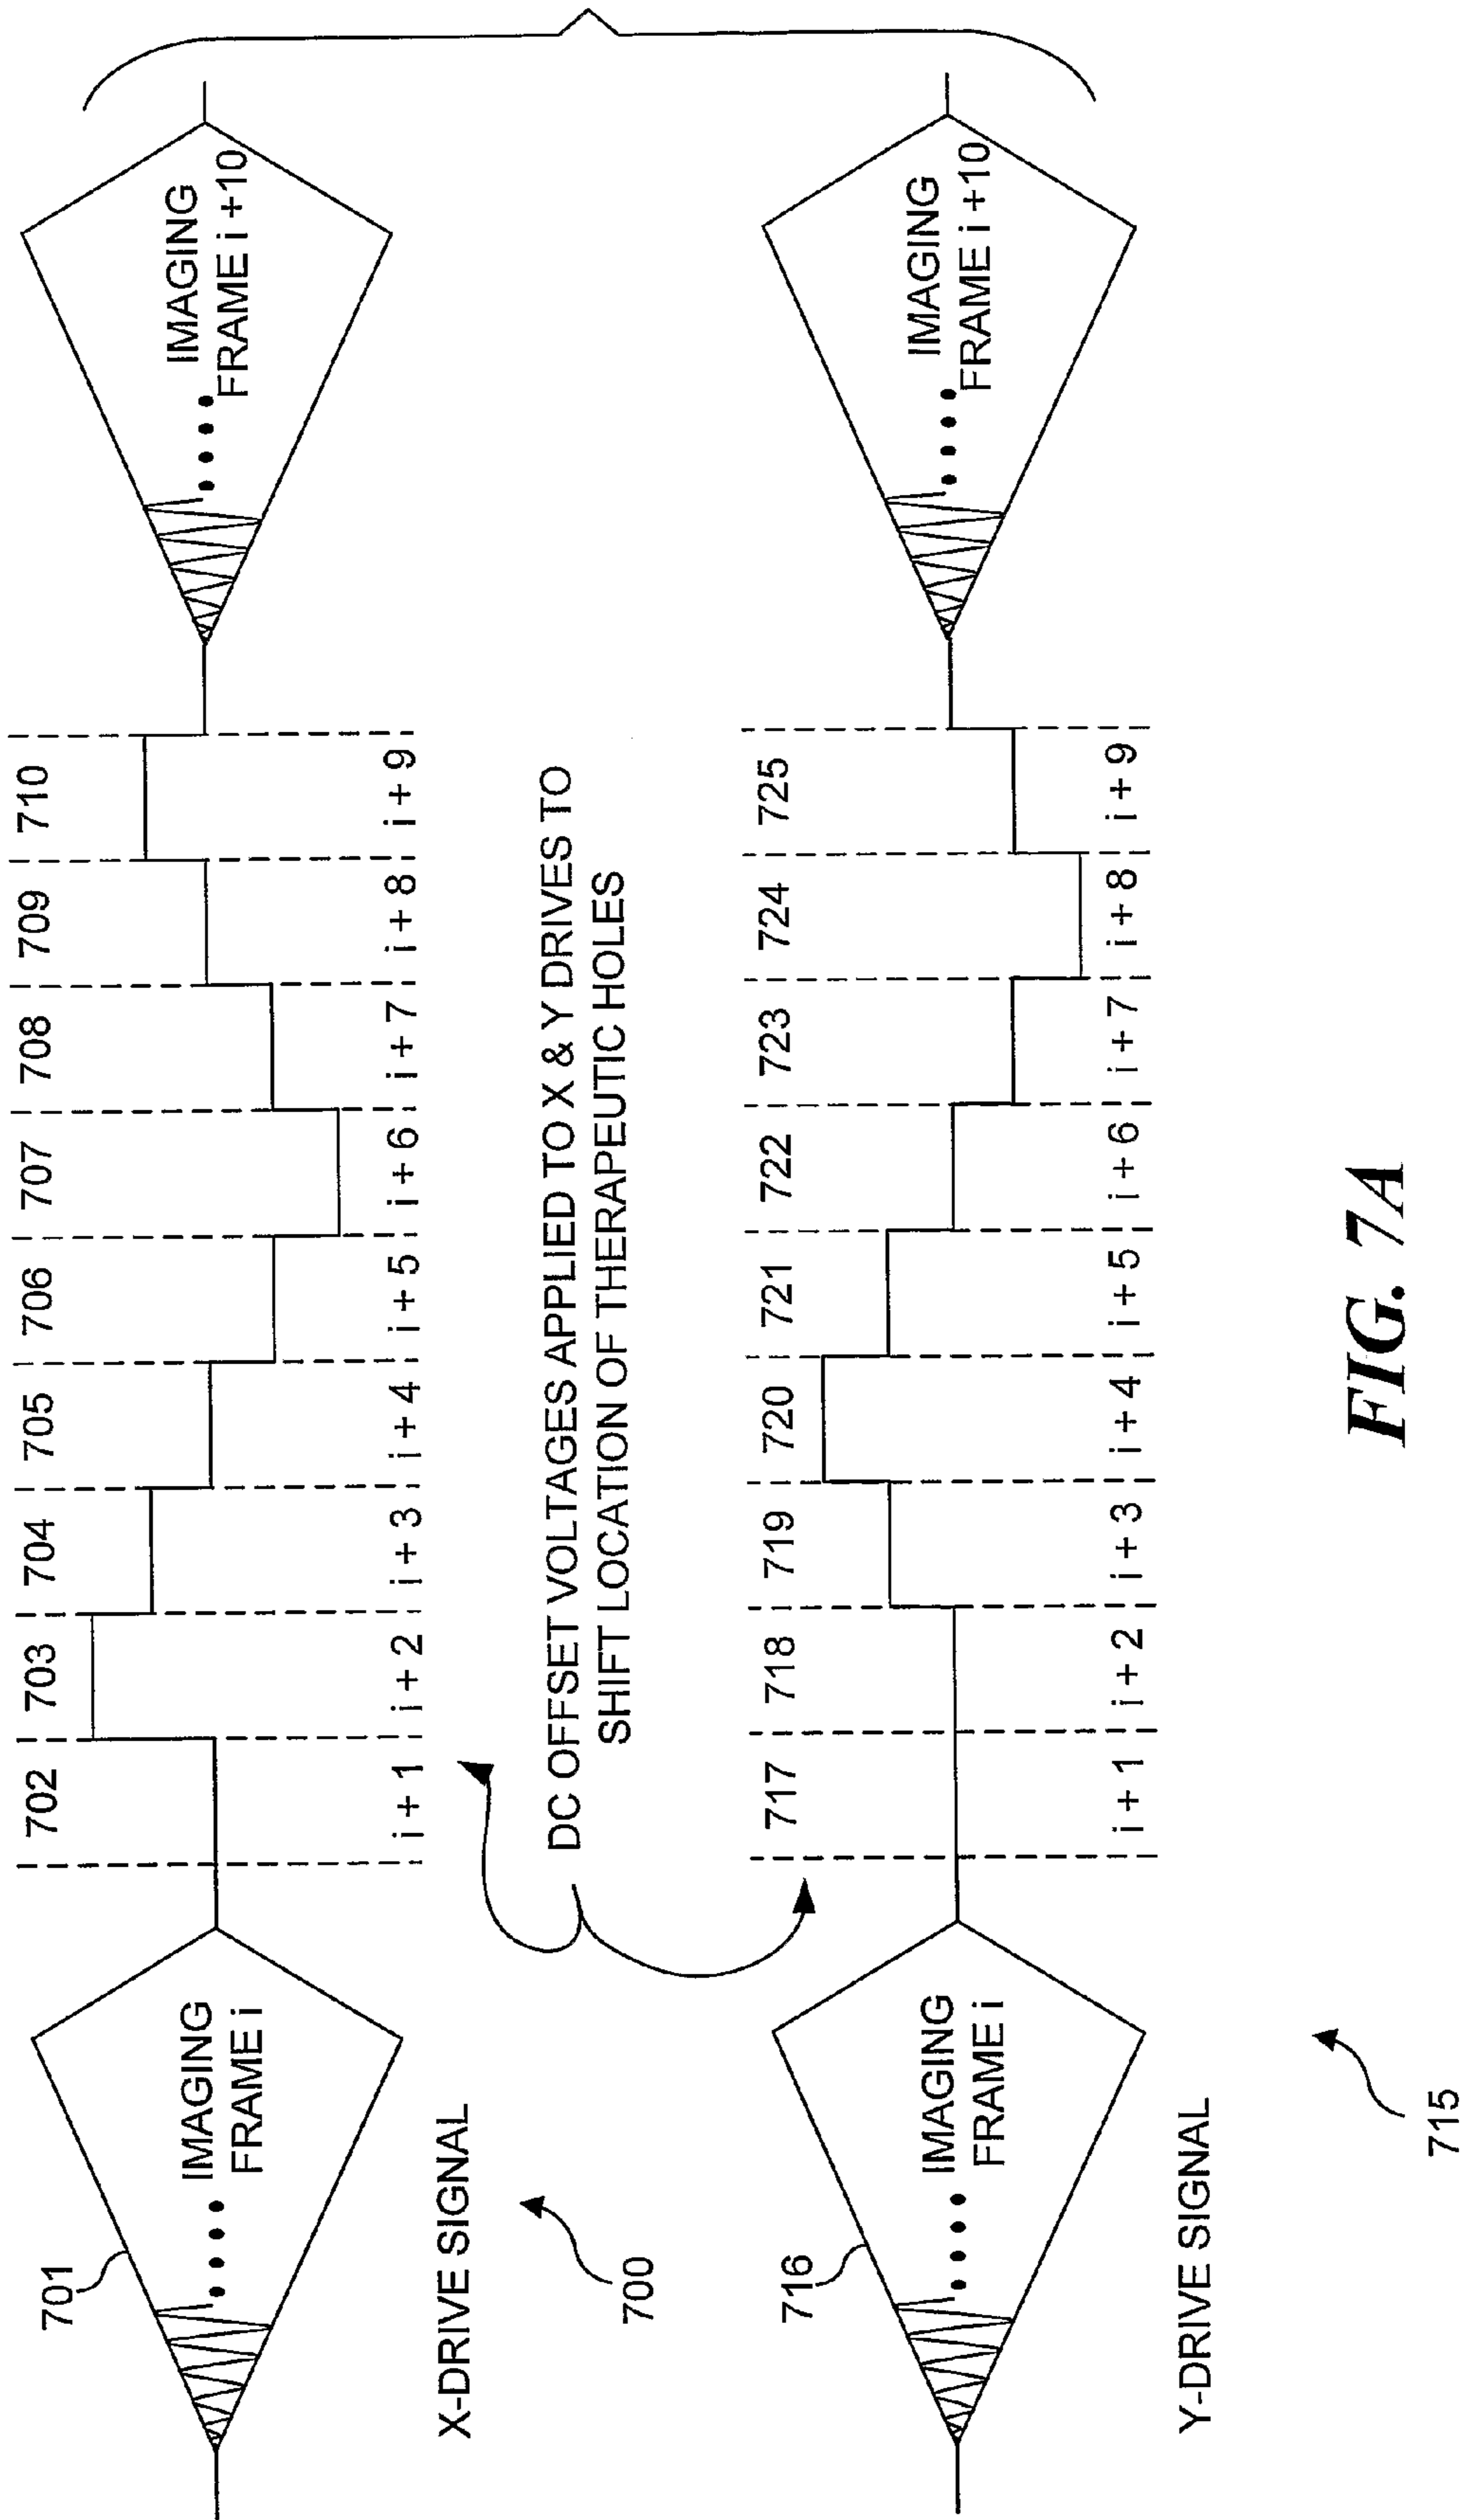 701
702 703 704 705 706 707 708 709 710
IMAGING
FRAME i
IMAGING
FRAME i +10
i + 1 i + 2 i + 3 i + 4 i + 5 i + 6 i + 7 i + 8 i + 9
X-DRIVE SIGNAL
700
DC OFFSET VOLTAGES APPLIED TO X & Y DRIVES TO
SHIFT LOCATION OF THERAPEUTIC HOLES
716
717 718 719 720 721 722 723 724 725
IMAGING
FRAME i
IMAGING
FRAME i +10
i + 1 i + 2 i + 3 i + 4 i + 5 i + 6 i + 7 i + 8 i + 9
Y-DRIVE SIGNAL
715
FIG. 7A